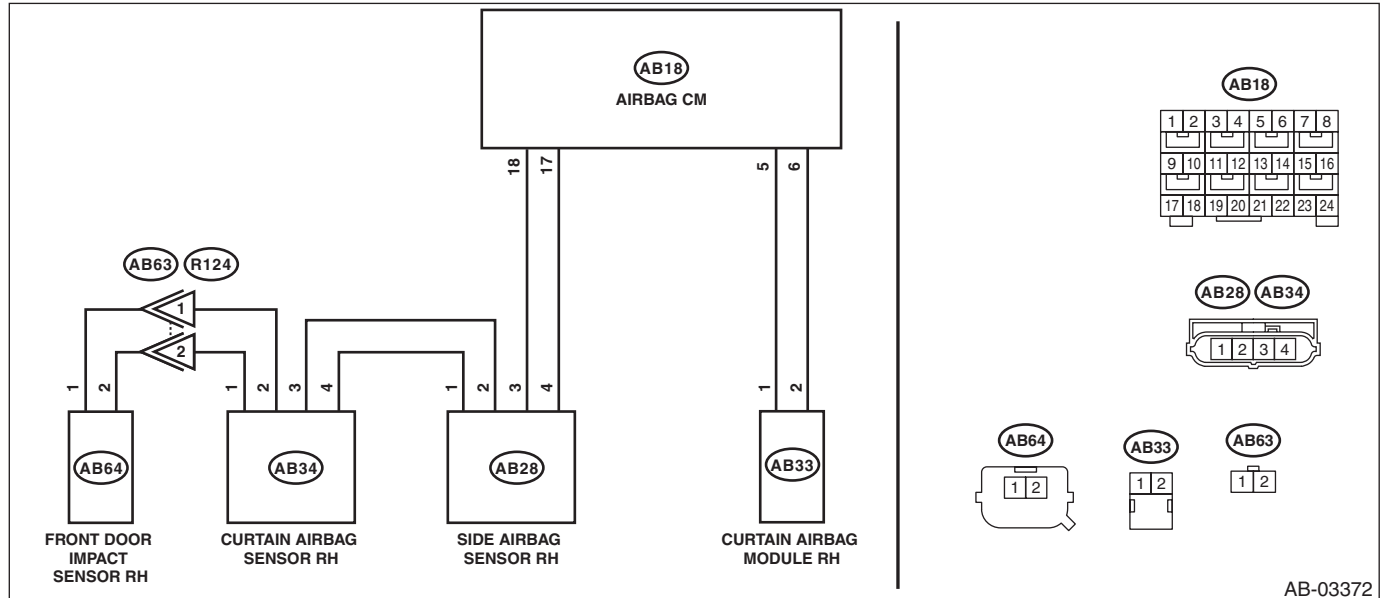 AB18
AIRBAG CM
18
17
5
6
AB63 R124
1
2
1
2
1
2
3
4
1
2
3
4
1
2
AB64
AB34
AB28
AB33
FRONT DOOR
IMPACT
SENSOR RH
CURTAIN AIRBAG
SENSOR RH
SIDE AIRBAG
SENSOR RH
CURTAIN AIRBAG
MODULE RH
AB18
1 2 3 4 5 6 7 8
9 10 11 12 13 14 15 16
17 18 19 20 21 22 23 24
AB28 AB34
1 2 3 4
AB64
1 2
AB33
1 2
AB63
1 2
AB-03372